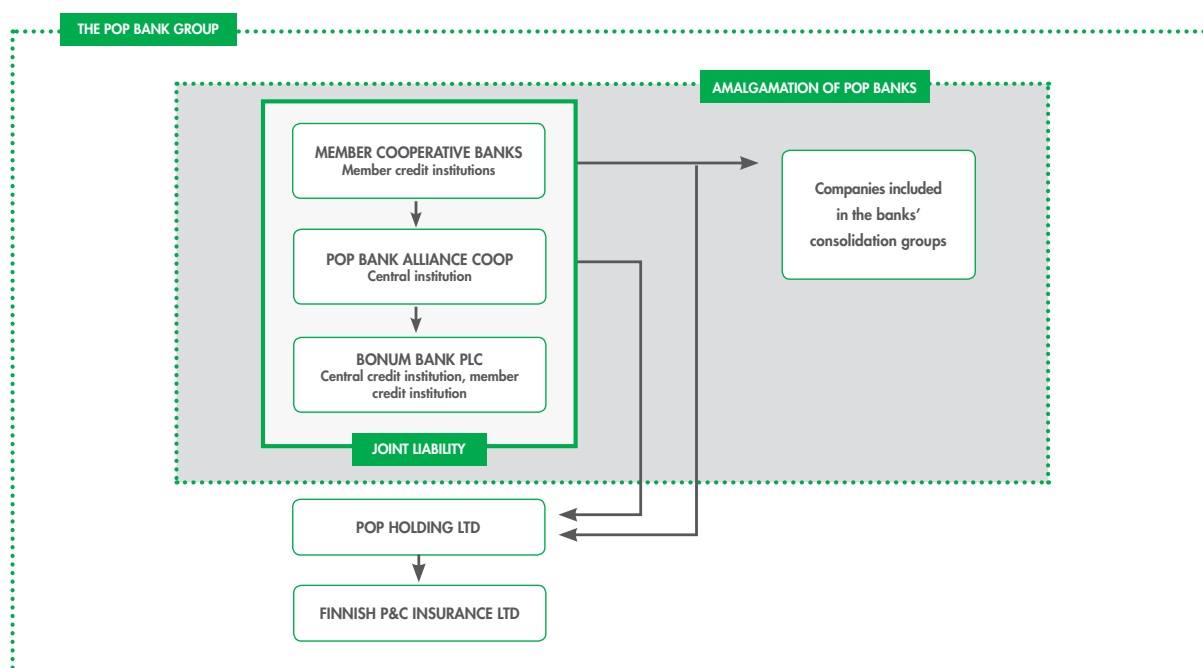 THE POP BANK GROUP
AMALGAMATION OF POP BANKS
MEMBER COOPERATIVE BANKS
Member credit institutions
Companies included
in the banks’
consolidation groups
POP BANK ALLIANCE COOP
Central institution
BONUM BANK PLC
Central credit institution, member
credit institution
JOINT LIABILITY
POP HOLDING LTD
FINNISH P&C INSURANCE LTD